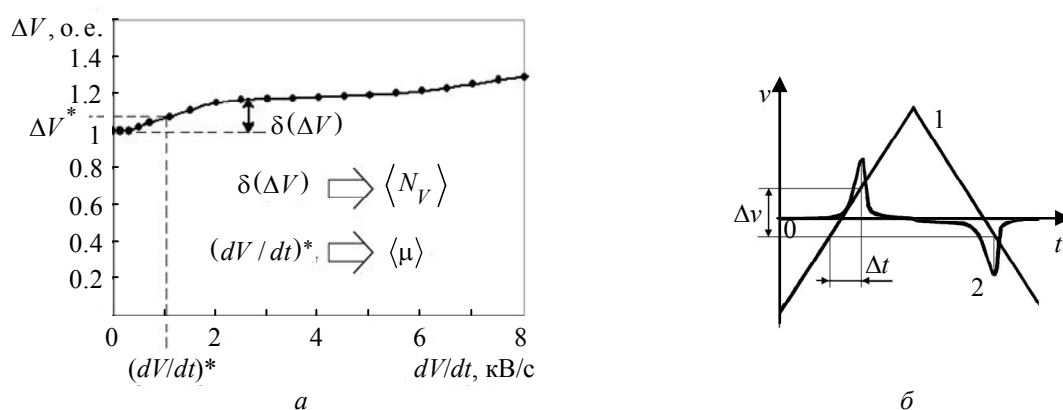 ΔV, о.е.
1.4
1.2
ΔV*
1
0.8
0.6
0.4
0.2
δ(ΔV)
δ(ΔV) ⟨N_V⟩
(dV/dt)* ⟨μ⟩
0 2 4 6 8
(dV/dt)* dV/dt, кВ/с
а
v
1
Δv
0
t
Δt
2
б